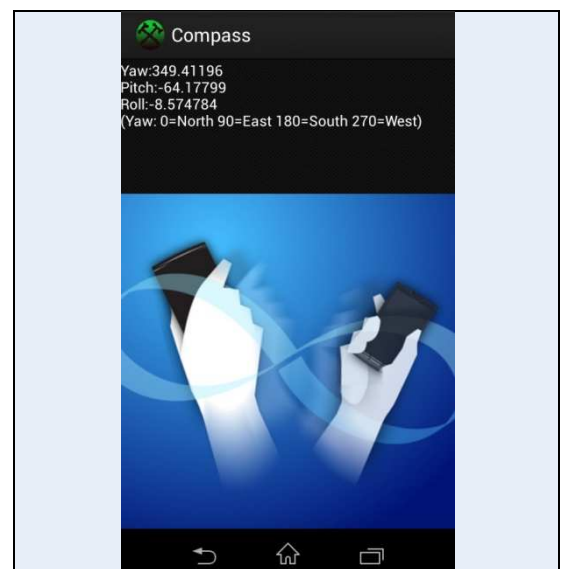 Compass
Yaw:349.41196
Pitch:-64.17799
Roll:-8.574784
(Yaw: 0=North 90=East 180=South 270=West)